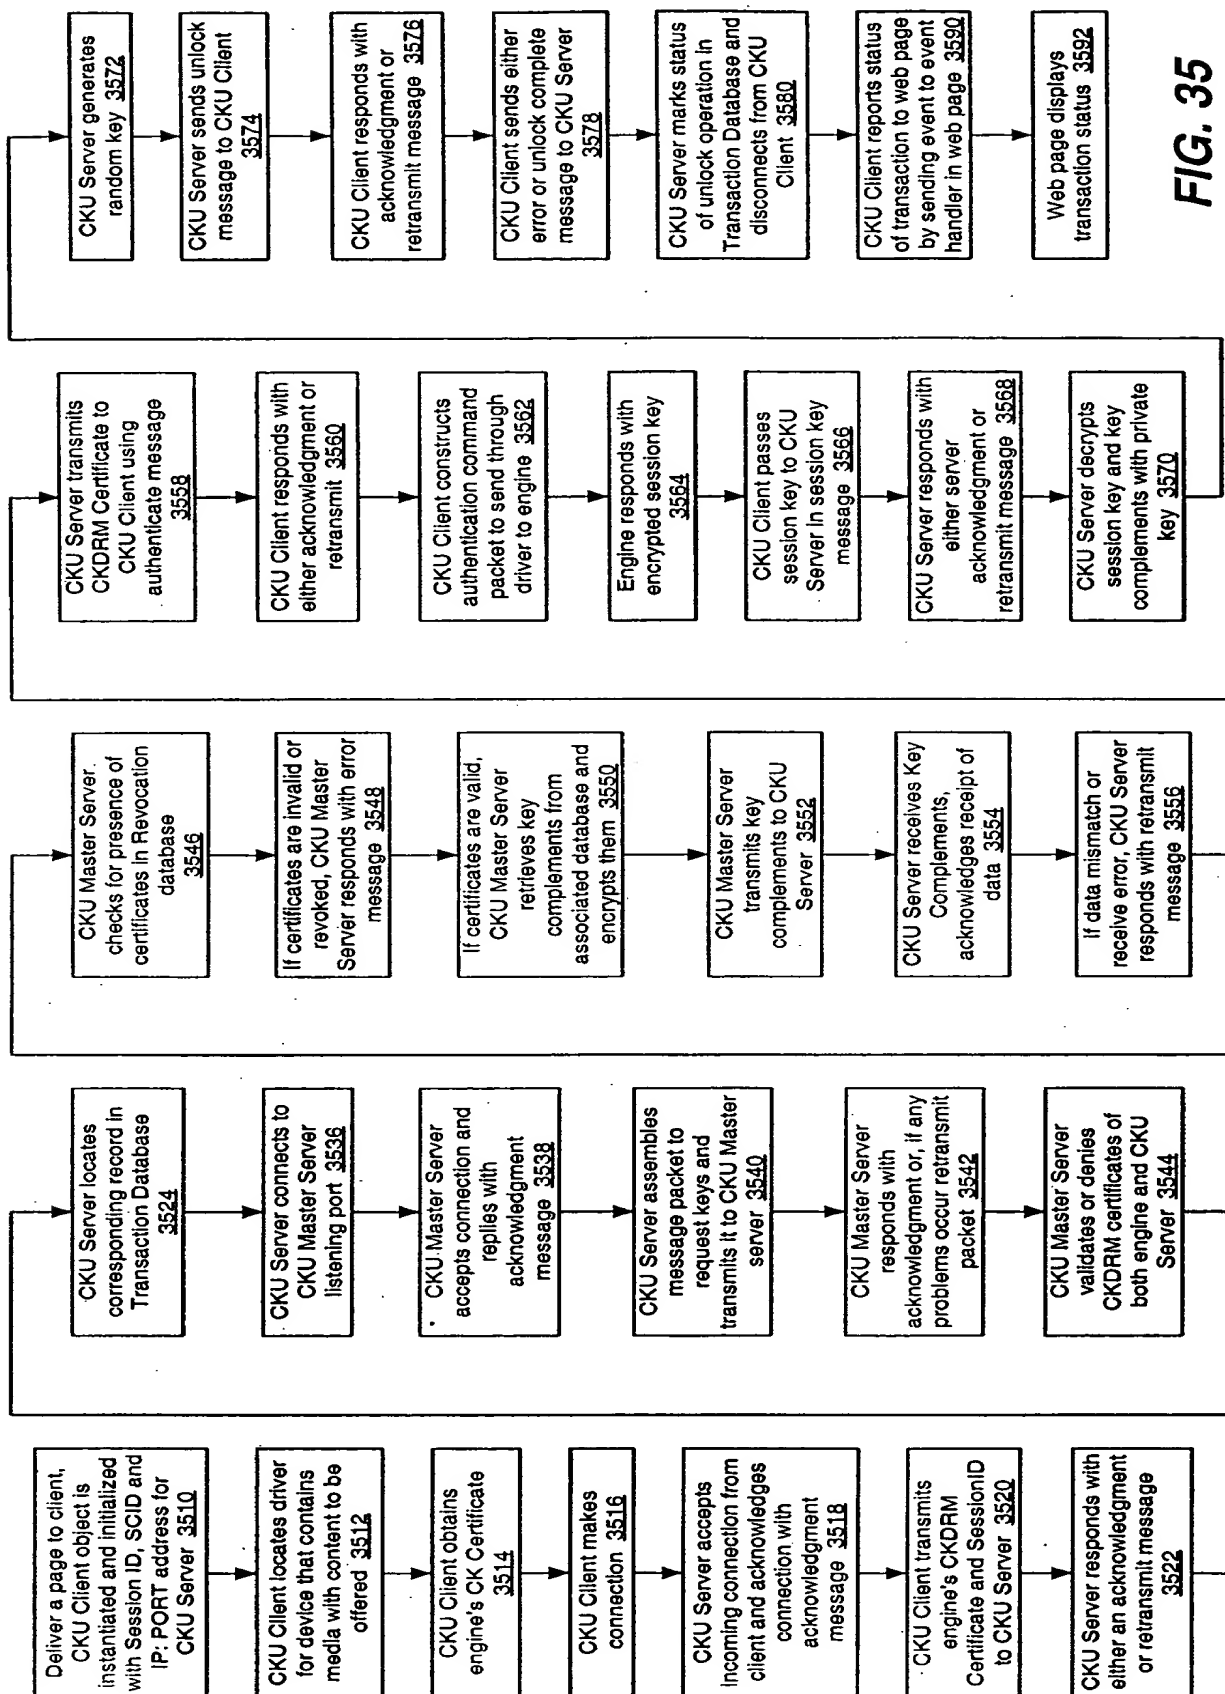 Deliver a page to client,
CKU Client object is
instantiated and initialized
with Session ID, SCID and
IP: PORT address for
CKU Server 3510
CKU Client locates driver
for device that contains
media with content to be
offered 3512
CKU Client obtains
engine's CK Certificate
3514
CKU Client makes
connection 3516
CKU Server accepts
incoming connection from
client and acknowledges
connection with
acknowledgment
message 3518
CKU Client transmits
engine's CKDRM
Certificate and SessionID
to CKU Server 3520
CKU Server responds with
either an acknowledgment
or retransmit message
3522
CKU Server locates
corresponding record in
Transaction Database
3524
CKU Server connects to
CKU Master Server
listening port 3536
CKU Master Server
accepts connection and
replies with
acknowledgment
message 3538
CKU Server assembles
message packet to
request keys and
transmits it to CKU Master
server 3540
CKU Master Server
responds with
acknowledgment or, if any
problems occur retransmit
packet 3542
CKU Master Server
validates or denies
CKDRM certificates of
both engine and CKU
Server 3544
CKU Master Server.
checks for presence of
certificates in Revocation
database
3546
If certificates are invalid or
revoked, CKU Master
Server responds with error
message 3548
If certificates are valid,
CKU Master Server
retrieves key
complements from
associated database and
encrypts them 3550
CKU Master Server
transmits key
complements to CKU
Server 3552
CKU Server receives Key
Complements,
acknowledges receipt of
data 3554
If data mismatch or
receive error, CKU Server
responds with retransmit
message 3556
CKU Server transmits
CKDRM Certificate to
CKU Client using
authenticate message
3558
CKU Client responds with
either acknowledgment or
retransmit 3560
CKU Client constructs
authentication command
packet to send through
driver to engine 3562
Engine responds with
encrypted session key
3564
CKU Client passes
session key to CKU
Server in session key
message 3566
CKU Server responds with
either server
acknowledgment or
retransmit message 3568
CKU Server decrypts
session key and key
complements with private
key 3570
CKU Server generates
random key 3572
CKU Server sends unlock
message to CKU Client
3574
CKU Client responds with
acknowledgment or
retransmit message 3576
CKU Client sends either
error or unlock complete
message to CKU Server
3578
CKU Server marks status
of unlock operation in
Transaction Database and
disconnects from CKU
Client 3580
CKU Client reports status
of transaction to web page
by sending event to event
handler in web page 3590
Web page displays
transaction status 3592
FIG. 35